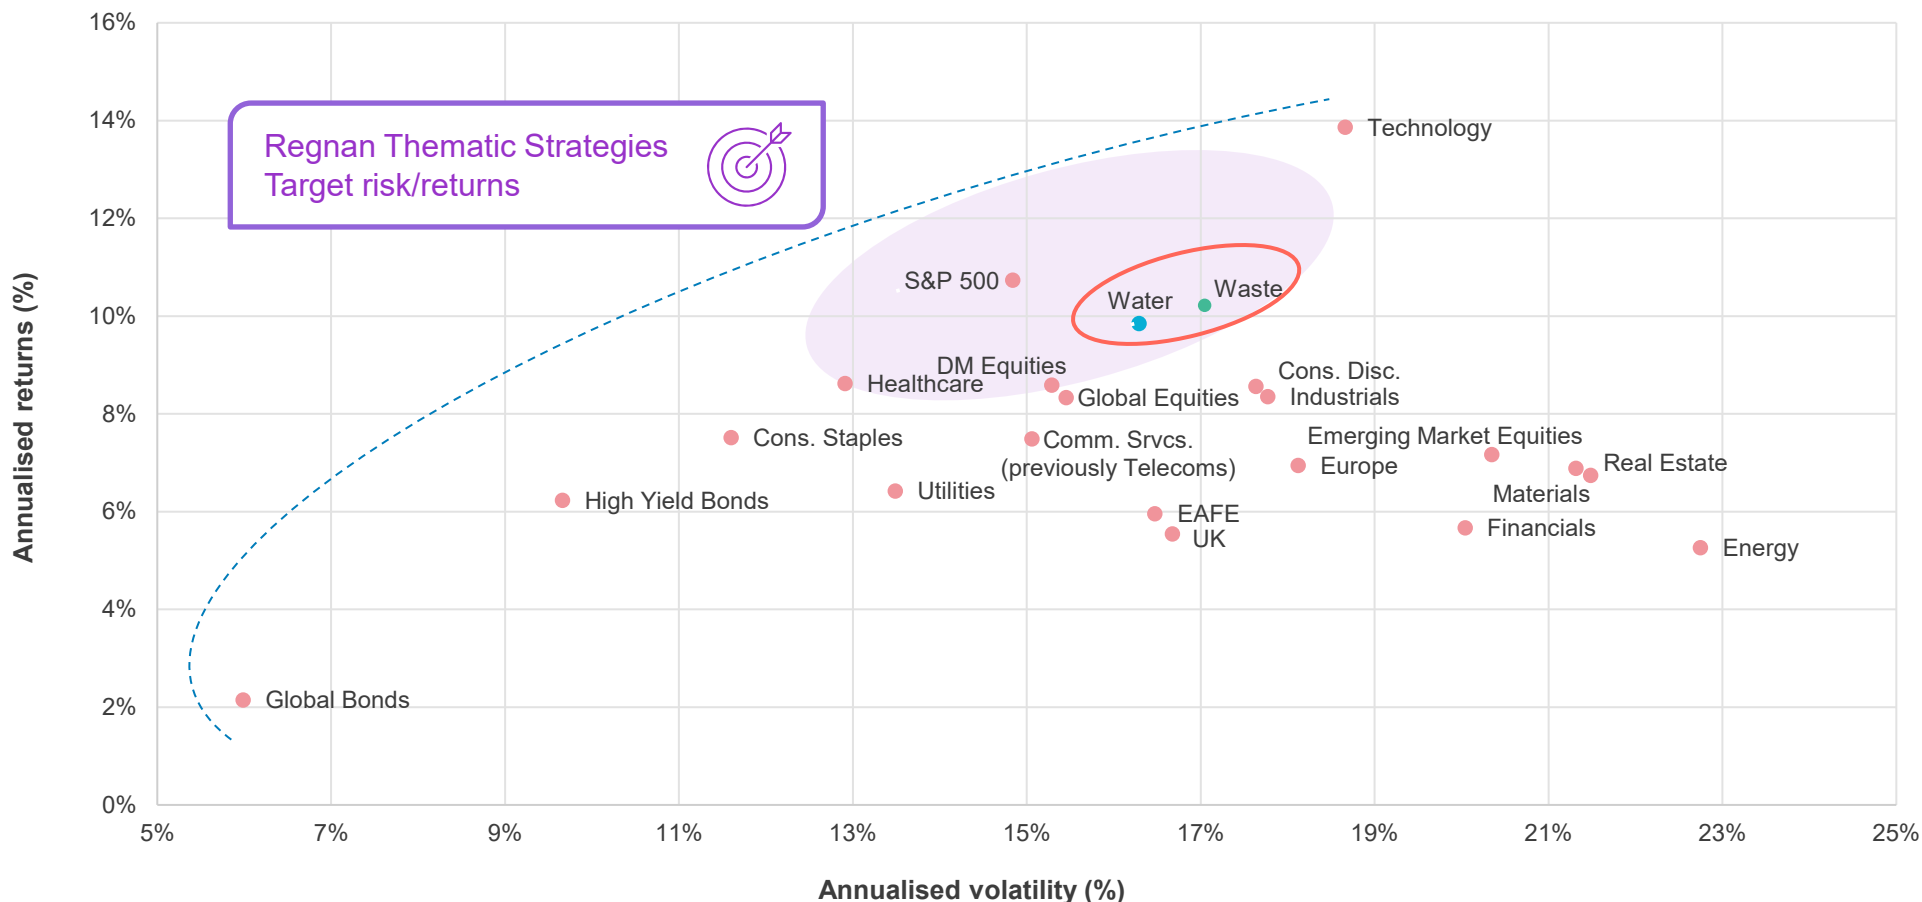 16%
14%
12%
10%
8%
6%
4%
2%
0%
Annualised returns (%)
Regnan Thematic Strategies
Target risk/returns
Technology
S&P 500
Waste
Water
DM Equities
Healthcare
Global Equities
Cons. Disc.
Industrials
Cons. Staples
Comm. Srvcs.
(previously Telecoms)
Emerging Market Equities
Europe
Real Estate
Materials
High Yield Bonds
Utilities
EAFE
UK
Financials
Energy
Global Bonds
5%
7%
9%
11%
13%
15%
17%
19%
21%
23%
25%
Annualised volatility (%)